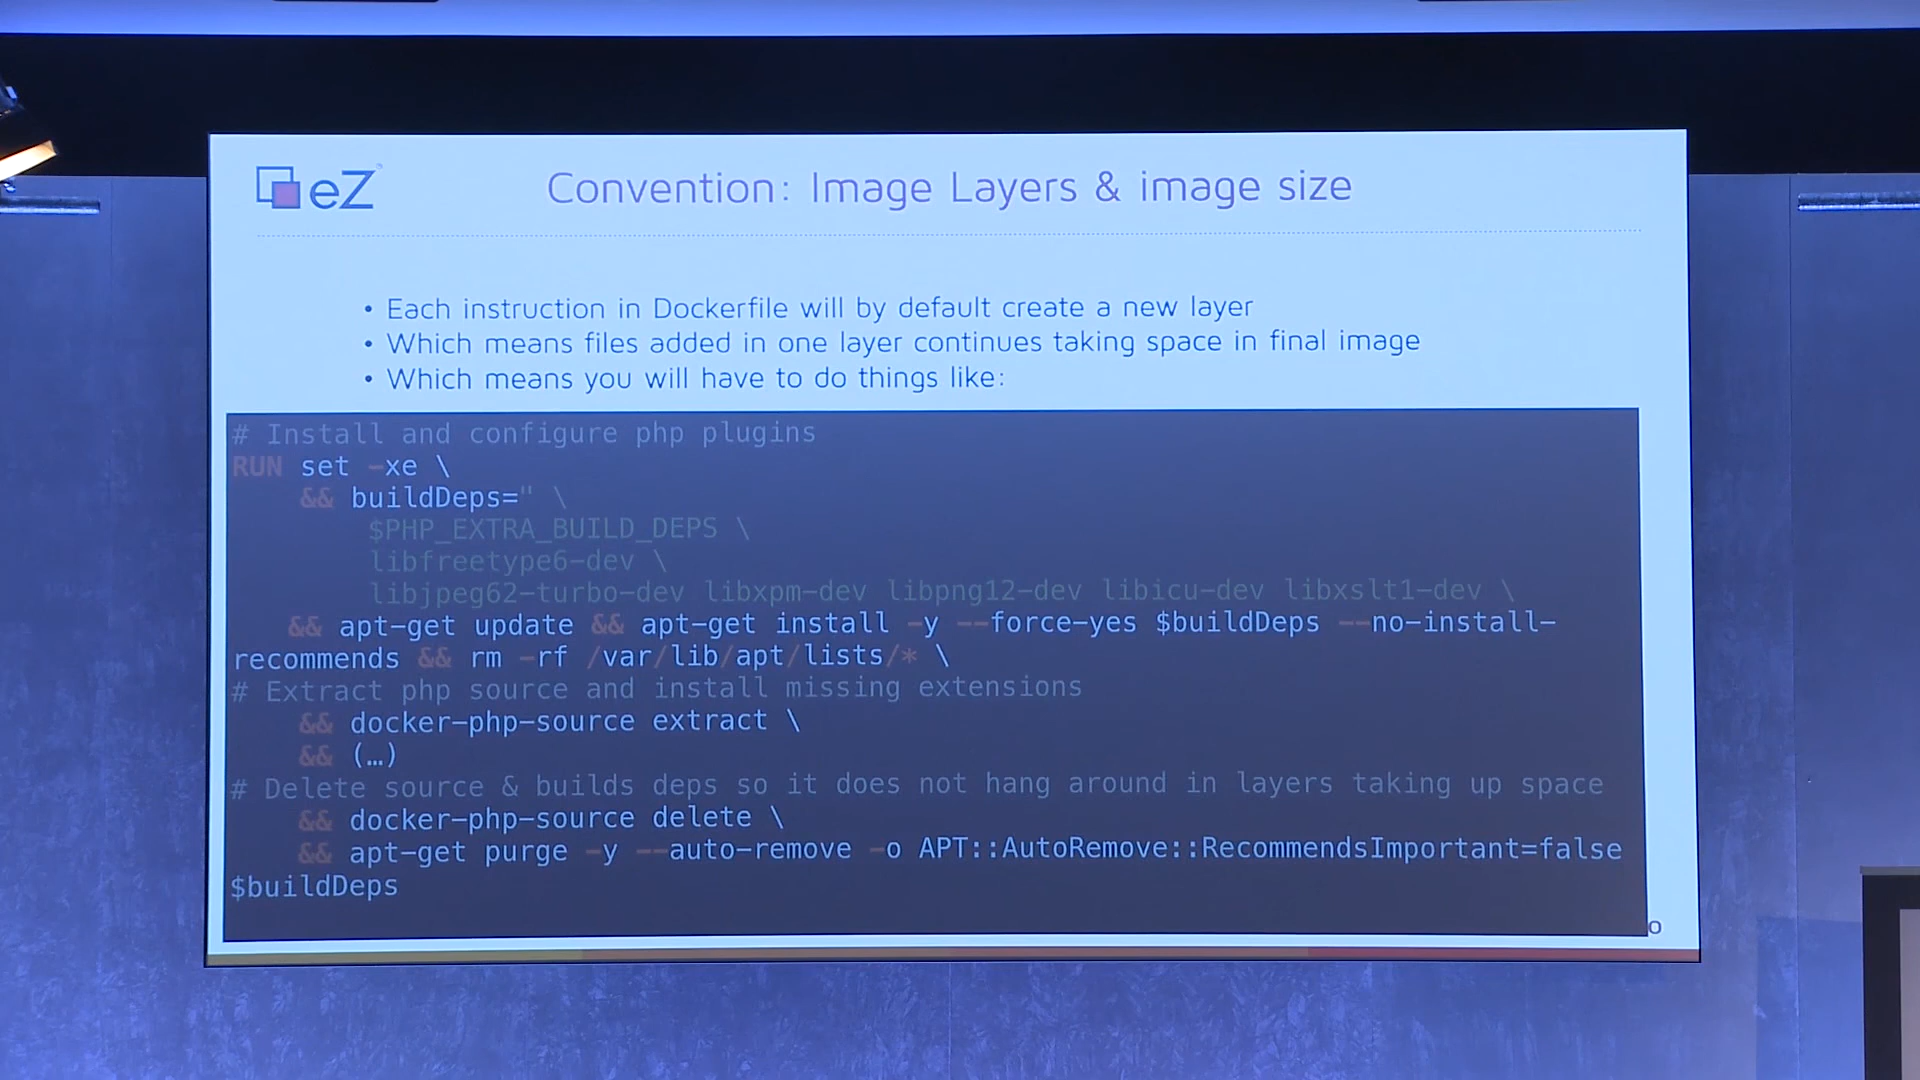 eZ
Convention: Image Layers & image size
• Each instruction in Dockerfile will by default create a new layer
• Which means files added in one layer continues taking space in final image
• Which means you will have to do things like:
# Install and configure php plugins
RUN set -xe \
&& buildDeps=" \
$PHP_EXTRA_BUILD_DEPS \
libfreetype6-dev \
libjpeg62-turbo-dev libxpm-dev libpng12-dev libicu-dev libxslt1-dev \
&& apt-get update && apt-get install -y --force-yes $buildDeps --no-install-
recommends && rm -rf /var/lib/apt/lists/* \
# Extract php source and install missing extensions
&& docker-php-source extract \
&& (…)
# Delete source & builds deps so it does not hang around in layers taking up space
&& docker-php-source delete \
&& apt-get purge -y --auto-remove -o APT::AutoRemove::RecommendsImportant=false
$buildDeps